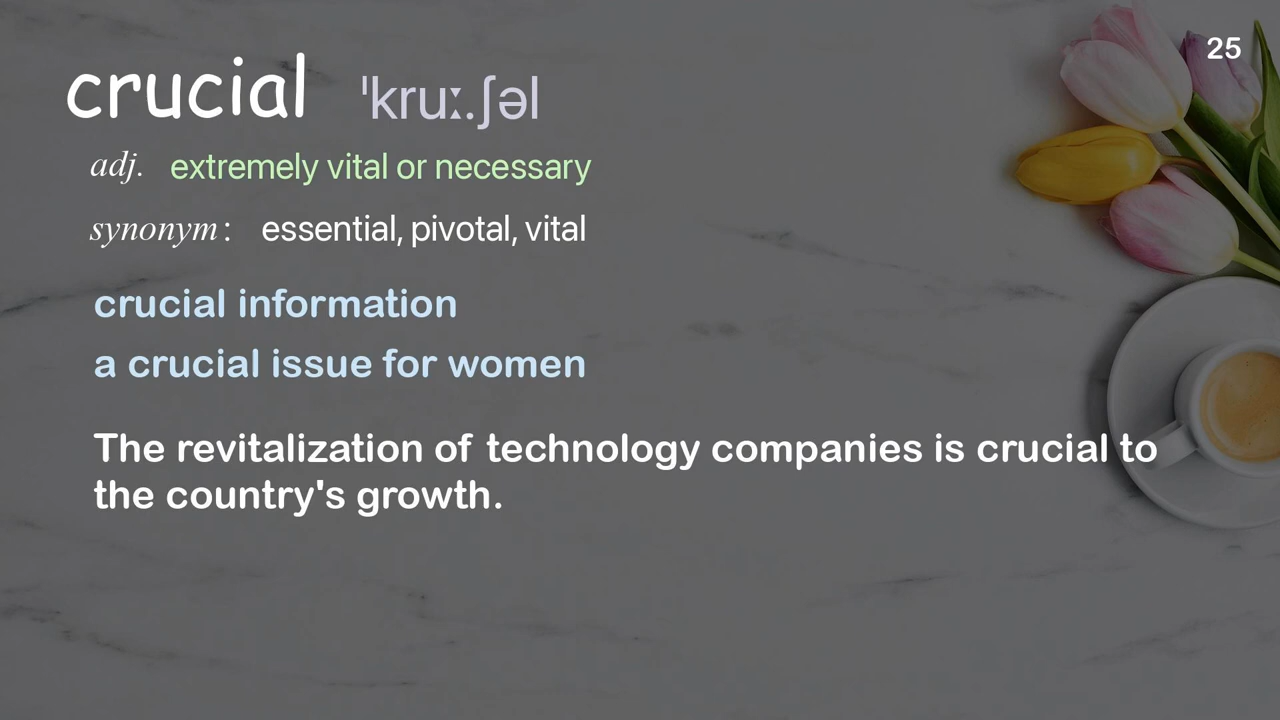 25
crucial ˈkruː.ʃəl
adj. extremely vital or necessary
synonym: essential, pivotal, vital
crucial information
a crucial issue for women
The revitalization of technology companies is crucial to
the country's growth.